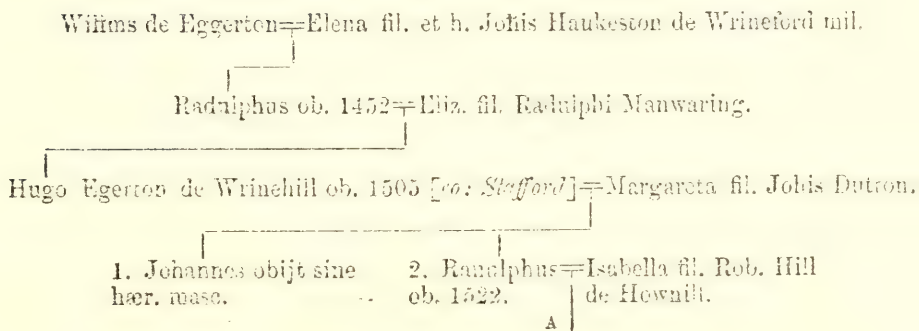 Willms de Eggerton=Elena fil. et h. Johis Haukeston de Wrineford mil.
Radulphus ob. 1452=Eliz. fil. Radulphi Manwaring.
Hugo Egerton de Wrinehill ob. 1505 [co: Stafford]=Margareta fil. Johis Dutton.
1. Johannes obijt sine
hær. masc.
2. Randlphus=Isabella fil. Rob. Hill
ob. 1522.
de Hownill.
A